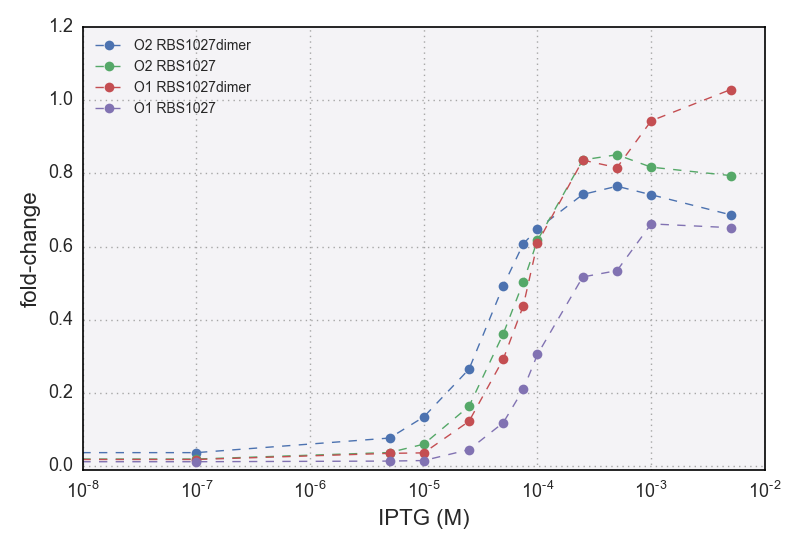 O2 RBS1027dimer
O2 RBS1027
O1 RBS1027dimer
O1 RBS1027
fold-change
1.2
1.0
0.8
0.6
0.4
0.2
0.0
10⁻⁸ 10⁻⁷ 10⁻⁶ 10⁻⁵ 10⁻⁴ 10⁻³ 10⁻²
IPTG (M)